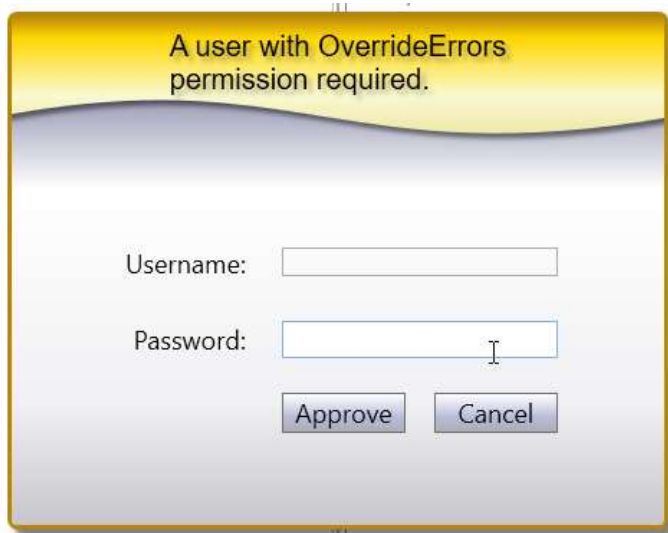 A user with OverrideErrors
permission required.
Username:
Password:
Approve Cancel